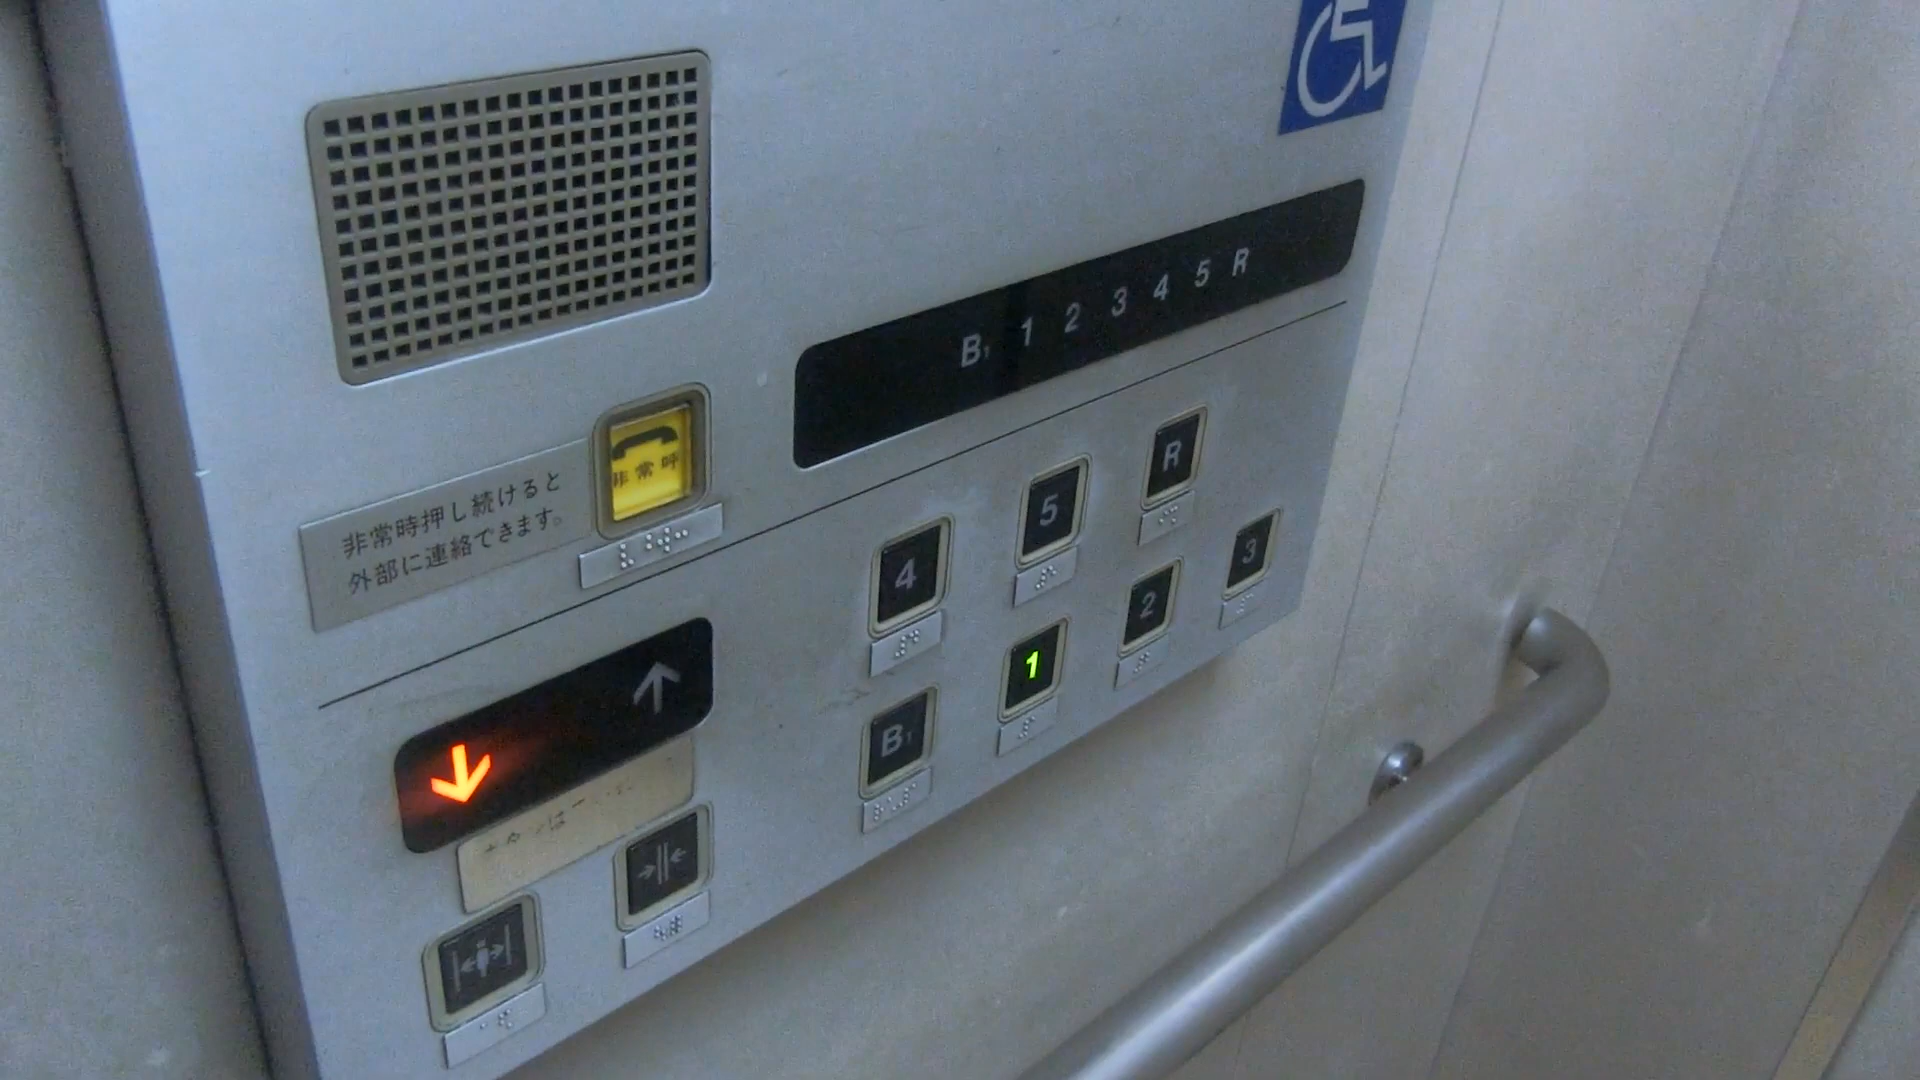 B1 1 2 3 4 5 R
非常時
非常時押し続けると
外部に連絡できます。
4 5 R
B1 1 2 3